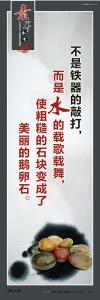 不是铁器的敲打，
而是水的载歌载舞，
使粗糙的石块变成了
美丽的鹅卵石。